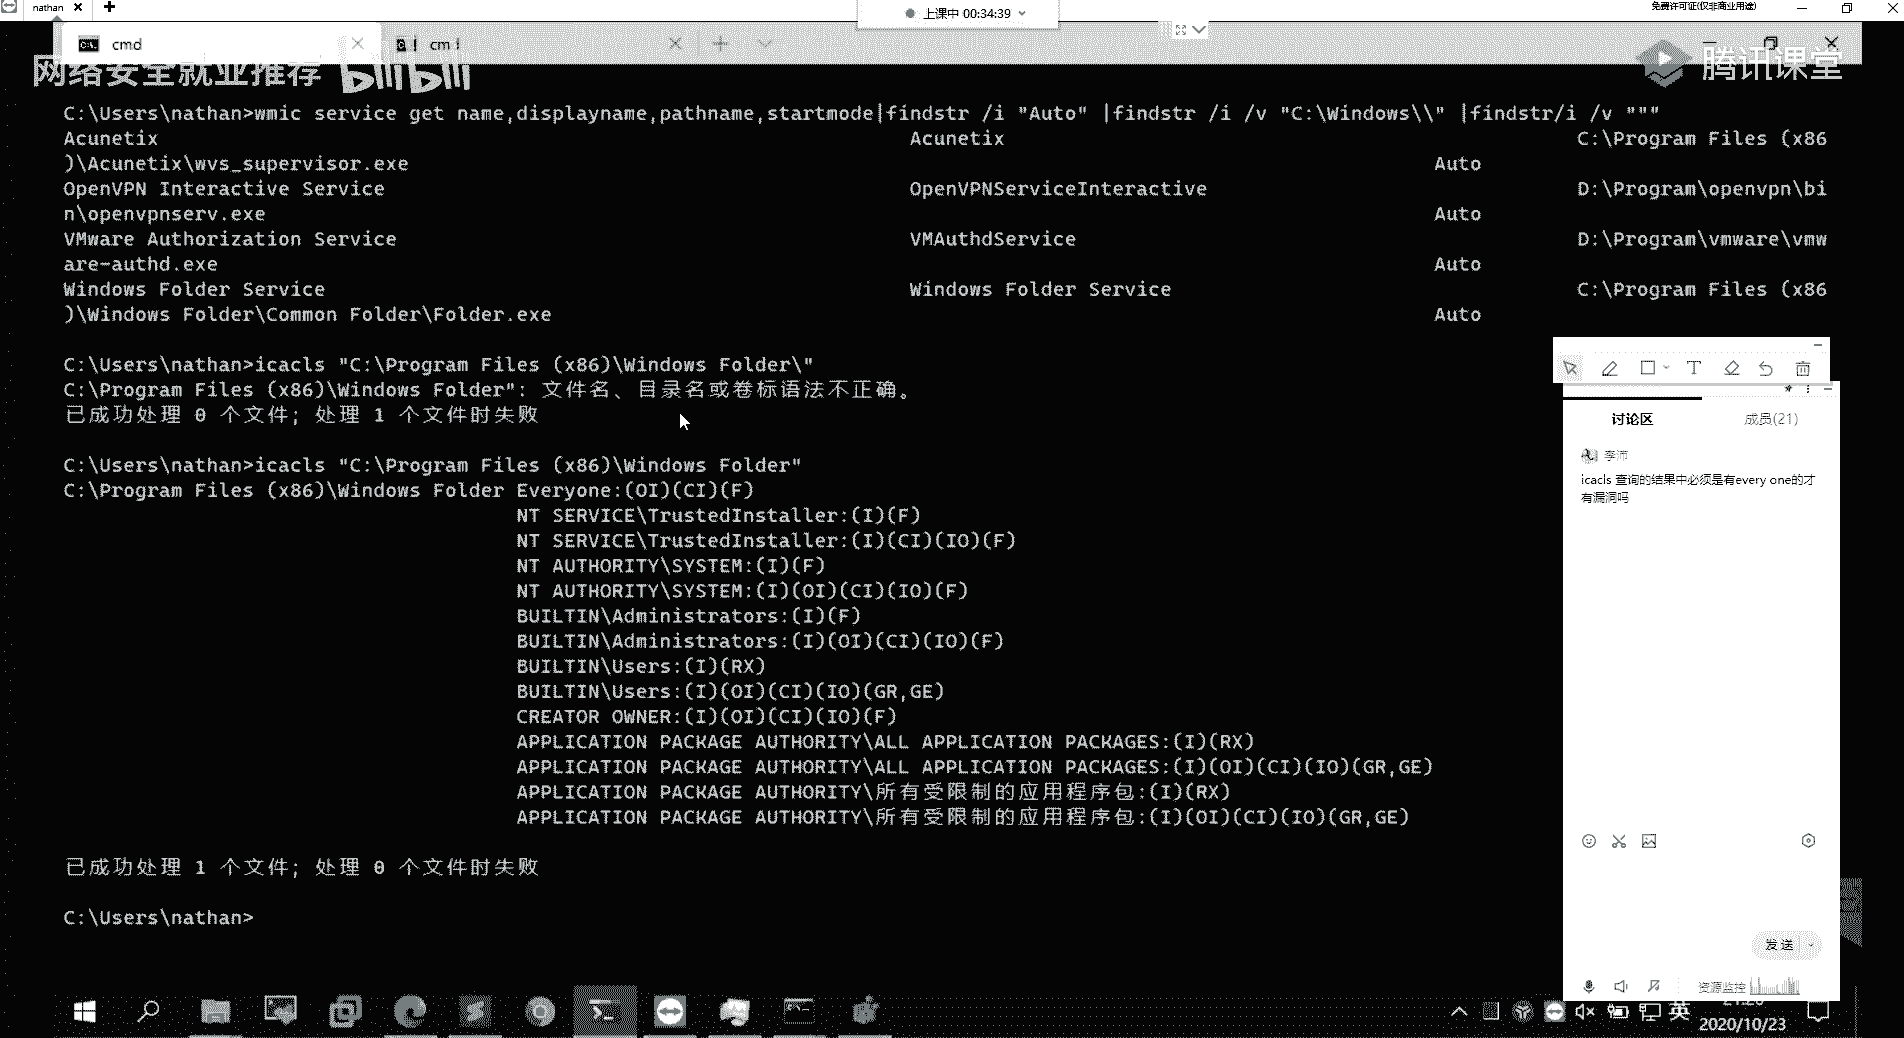 nathan
上课中 00:34:39
免费许可证(仅非商业用途)
cmd
网络安全就业推荐 bilibili
腾讯课堂
C:\Users\nathan>wmic service get name,displayname,pathname,startmode|findstr /i "Auto" |findstr /i /v "C:\Windows\\" |findstr/i /v """
Acunetix Acunetix C:\Program Files (x86
)\Acunetix\wvs_supervisor.exe Auto
OpenVPN Interactive Service OpenVPNServiceInteractive D:\Program\openvpn\bi
n\openvpnserv.exe Auto
VMware Authorization Service VMAuthdService D:\Program\vmware\vmw
are-authd.exe Auto
Windows Folder Service Windows Folder Service C:\Program Files (x86
)\Windows Folder\Common Folder\Folder.exe Auto
C:\Users\nathan>icacls "C:\Program Files (x86)\Windows Folder\"
C:\Program Files (x86)\Windows Folder": 文件名、目录名或卷标语法不正确。
已成功处理 0 个文件; 处理 1 个文件时失败
C:\Users\nathan>icacls "C:\Program Files (x86)\Windows Folder"
C:\Program Files (x86)\Windows Folder Everyone:(OI)(CI)(F)
NT SERVICE\TrustedInstaller:(I)(F)
NT SERVICE\TrustedInstaller:(I)(CI)(IO)(F)
NT AUTHORITY\SYSTEM:(I)(F)
NT AUTHORITY\SYSTEM:(I)(OI)(CI)(IO)(F)
BUILTIN\Administrators:(I)(F)
BUILTIN\Administrators:(I)(OI)(CI)(IO)(F)
BUILTIN\Users:(I)(RX)
BUILTIN\Users:(I)(OI)(CI)(IO)(GR,GE)
CREATOR OWNER:(I)(OI)(CI)(IO)(F)
APPLICATION PACKAGE AUTHORITY\ALL APPLICATION PACKAGES:(I)(RX)
APPLICATION PACKAGE AUTHORITY\ALL APPLICATION PACKAGES:(I)(OI)(CI)(IO)(GR,GE)
APPLICATION PACKAGE AUTHORITY\所有受限制的应用程序包:(I)(RX)
APPLICATION PACKAGE AUTHORITY\所有受限制的应用程序包:(I)(OI)(CI)(IO)(GR,GE)
已成功处理 1 个文件; 处理 0 个文件时失败
C:\Users\nathan>
讨论区 成员(21)
李沛
icacls 查询的结果中必须是有every one的才
有漏洞吗
发送
资源监控
英
2020/10/23